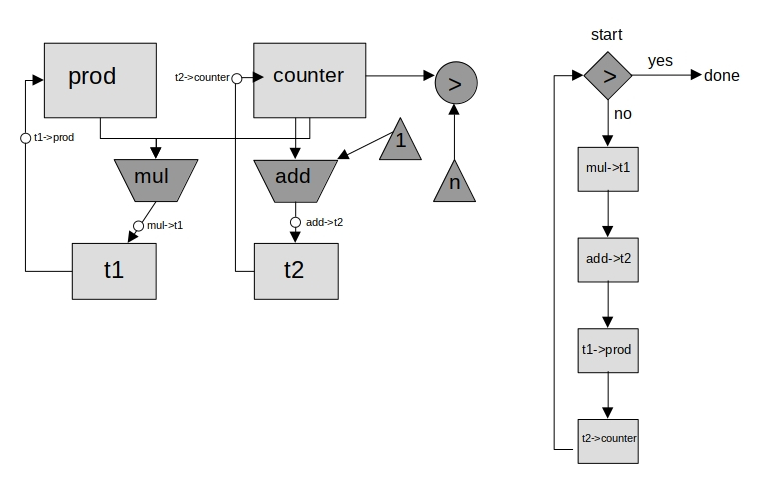 prod
t2->counter
counter
>
t1->prod
mul
add
1
n
mul->t1
add->t2
t1
t2
start
>
yes
done
no
mul->t1
add->t2
t1->prod
t2->counter